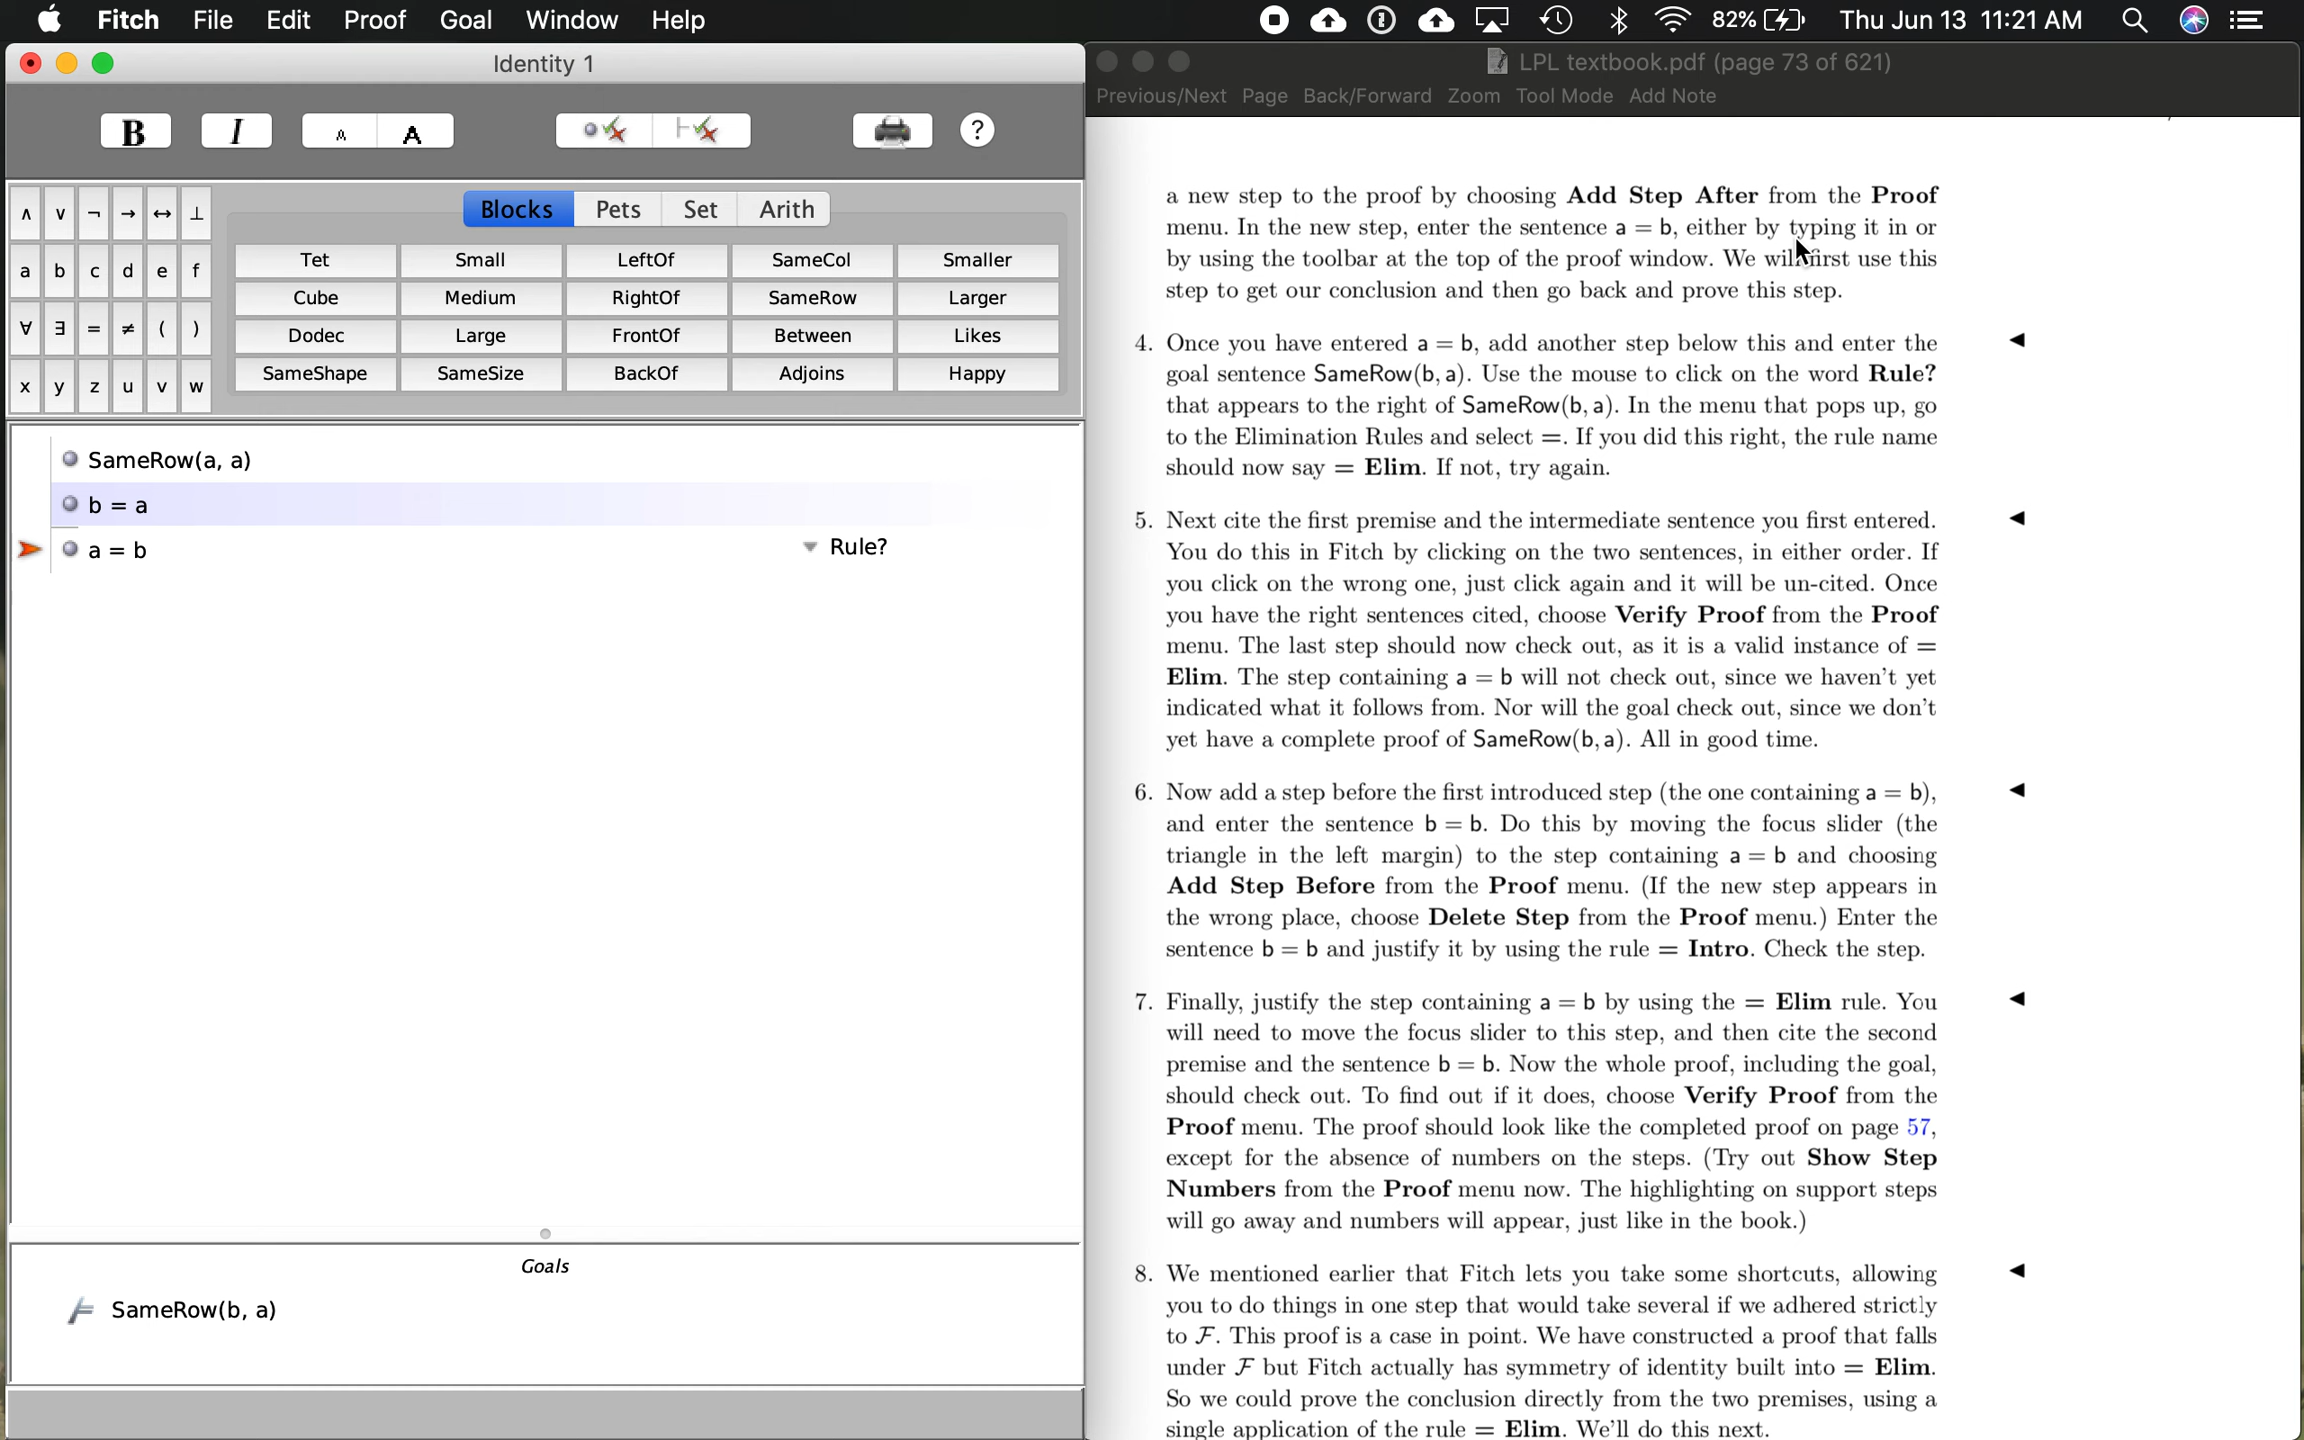 Fitch File Edit Proof Goal Window Help
82% Thu Jun 13 11:21 AM
Identity 1
LPL textbook.pdf (page 73 of 621)
Previous/Next Page Back/Forward Zoom Tool Mode Add Note
B I A A ?
∧ ∨ ¬ → ↔ ⊥
a b c d e f
∀ ∃ = ≠ ( )
x y z u v w
Blocks Pets Set Arith
Tet Small LeftOf SameCol Smaller
Cube Medium RightOf SameRow Larger
Dodec Large FrontOf Between Likes
SameShape SameSize BackOf Adjoins Happy
SameRow(a, a)
b = a
a = b Rule?
Goals
SameRow(b, a)
a new step to the proof by choosing Add Step After from the Proof
menu. In the new step, enter the sentence a = b, either by typing it in or
by using the toolbar at the top of the proof window. We will first use this
step to get our conclusion and then go back and prove this step.
4. Once you have entered a = b, add another step below this and enter the
goal sentence SameRow(b, a). Use the mouse to click on the word Rule?
that appears to the right of SameRow(b, a). In the menu that pops up, go
to the Elimination Rules and select =. If you did this right, the rule name
should now say = Elim. If not, try again.
5. Next cite the first premise and the intermediate sentence you first entered.
You do this in Fitch by clicking on the two sentences, in either order. If
you click on the wrong one, just click again and it will be un-cited. Once
you have the right sentences cited, choose Verify Proof from the Proof
menu. The last step should now check out, as it is a valid instance of =
Elim. The step containing a = b will not check out, since we haven't yet
indicated what it follows from. Nor will the goal check out, since we don't
yet have a complete proof of SameRow(b, a). All in good time.
6. Now add a step before the first introduced step (the one containing a = b),
and enter the sentence b = b. Do this by moving the focus slider (the
triangle in the left margin) to the step containing a = b and choosing
Add Step Before from the Proof menu. (If the new step appears in
the wrong place, choose Delete Step from the Proof menu.) Enter the
sentence b = b and justify it by using the rule = Intro. Check the step.
7. Finally, justify the step containing a = b by using the = Elim rule. You
will need to move the focus slider to this step, and then cite the second
premise and the sentence b = b. Now the whole proof, including the goal,
should check out. To find out if it does, choose Verify Proof from the
Proof menu. The proof should look like the completed proof on page 57,
except for the absence of numbers on the steps. (Try out Show Step
Numbers from the Proof menu now. The highlighting on support steps
will go away and numbers will appear, just like in the book.)
8. We mentioned earlier that Fitch lets you take some shortcuts, allowing
you to do things in one step that would take several if we adhered strictly
to F. This proof is a case in point. We have constructed a proof that falls
under F but Fitch actually has symmetry of identity built into = Elim.
So we could prove the conclusion directly from the two premises, using a
single application of the rule = Elim. We'll do this next.